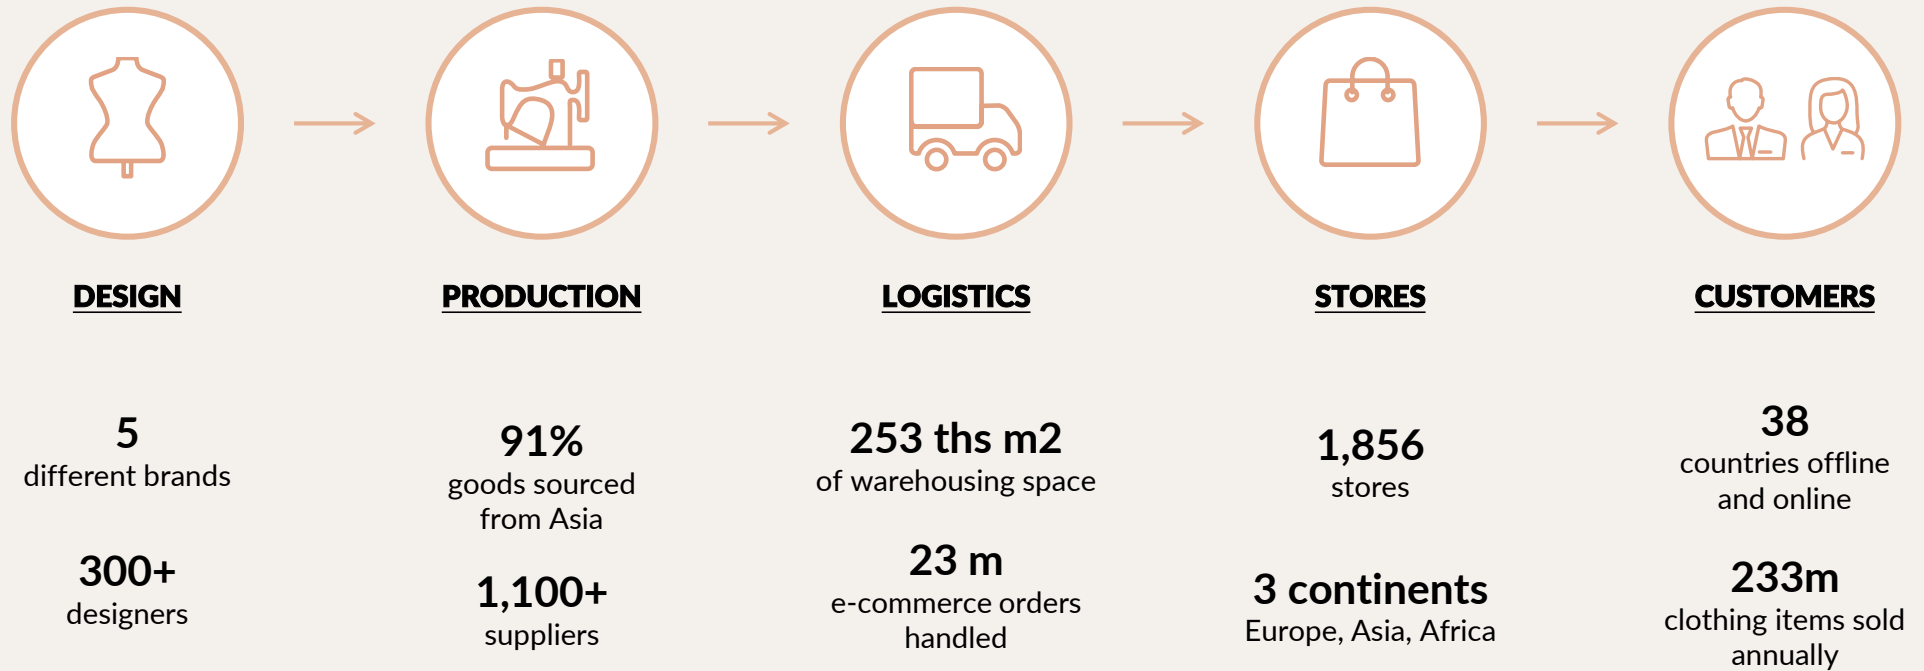 DESIGN
5
different brands
300+
designers
PRODUCTION
91%
goods sourced
from Asia
1,100+
suppliers
LOGISTICS
253 ths m2
of warehousing space
23 m
e-commerce orders
handled
STORES
1,856
stores
3 continents
Europe, Asia, Africa
CUSTOMERS
38
countries offline
and online
233m
clothing items sold
annually